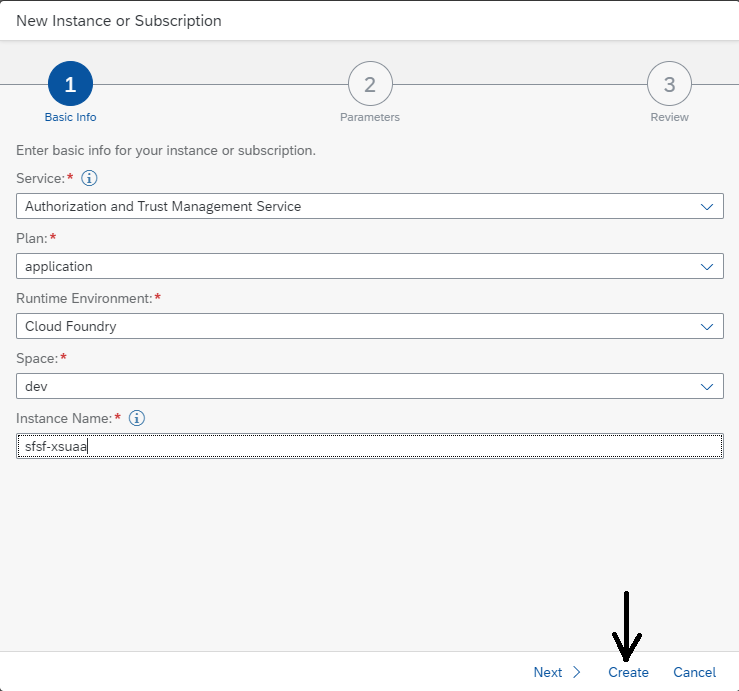 New Instance or Subscription
1 2 3
Basic Info Parameters Review
Enter basic info for your instance or subscription.
Service:* i
Authorization and Trust Management Service
Plan:*
application
Runtime Environment:*
Cloud Foundry
Space:*
dev
Instance Name:* i
sfsf-xsuaa
Next > Create Cancel